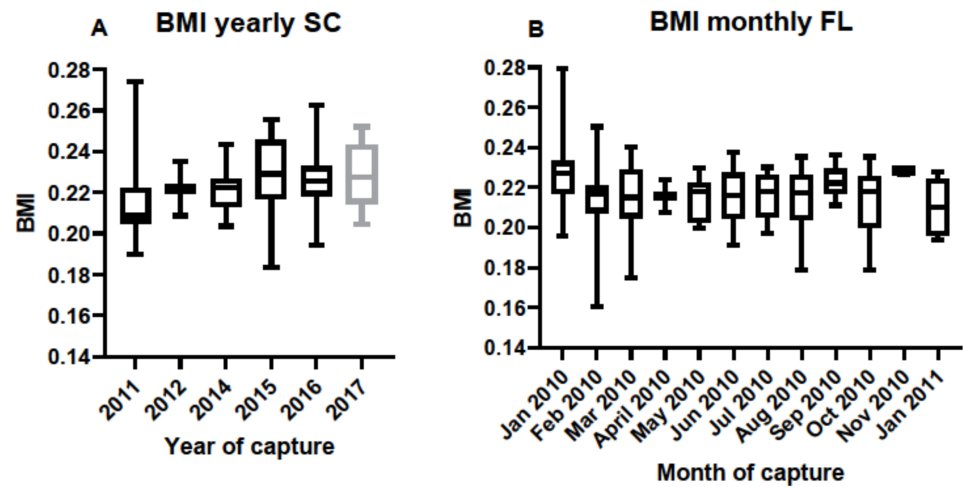 A
BMI yearly SC
0.28
0.26
0.24
0.22
0.20
0.18
0.16
0.14
BMI
2011
2012
2014
2015
2016
2017
Year of capture
B
BMI monthly FL
0.28
0.26
0.24
0.22
0.20
0.18
0.16
0.14
BMI
Jan 2010
Feb 2010
Mar 2010
April 2010
May 2010
Jun 2010
Jul 2010
Aug 2010
Sep 2010
Oct 2010
Nov 2010
Jan 2011
Month of capture